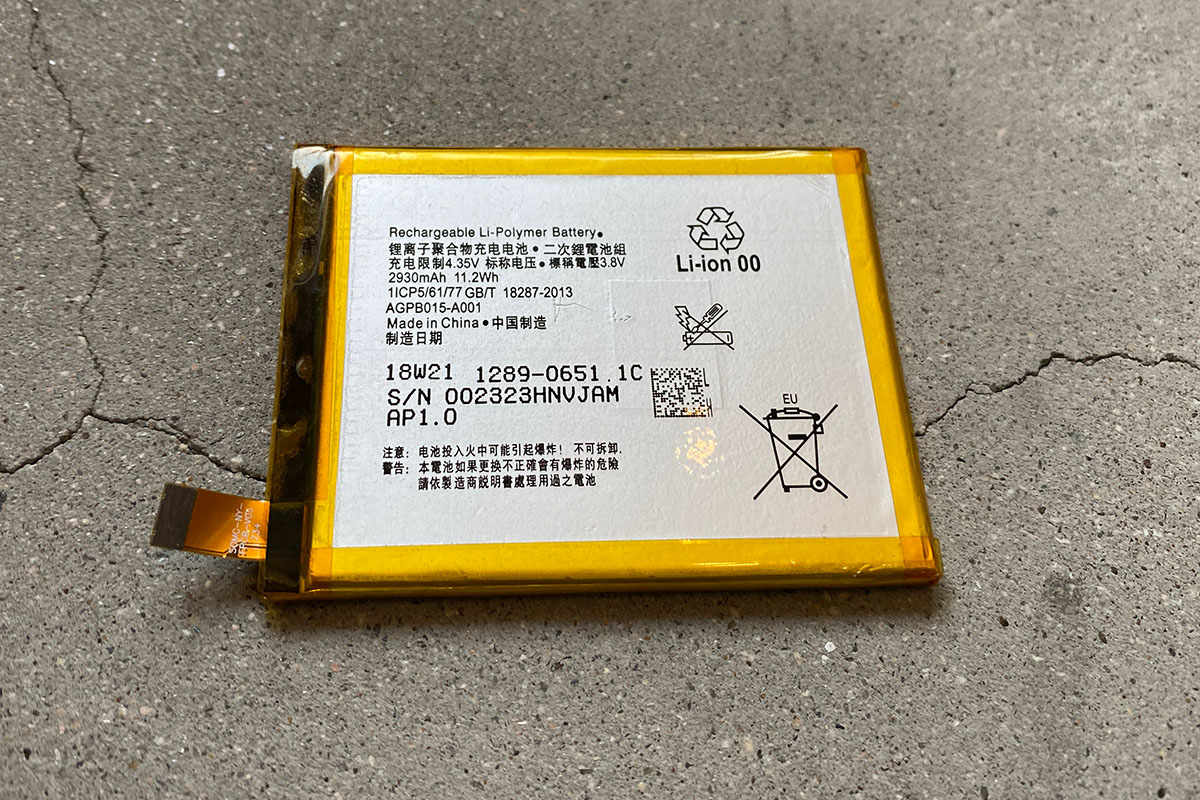 Rechargeable Li-Polymer Battery.
锂离子聚合物充电电池•二次鋰電池組
充电限制4.35V 标称电压•標稱電壓3.8V
2930mAh 11.2Wh
1ICP5/61/77 GB/T 18287-2013
AGPB015-A001
Made in China•中国制造
制造日期
18W21 1289-0651.1C
S/N 002323HNVJAM
AP1.0
注意: 电池投入火中可能引起爆炸! 不可拆卸.
警告: 本電池如果更換不正確會有爆炸的危險
請依製造商説明書處理用過之電池
Li-ion 00
EU